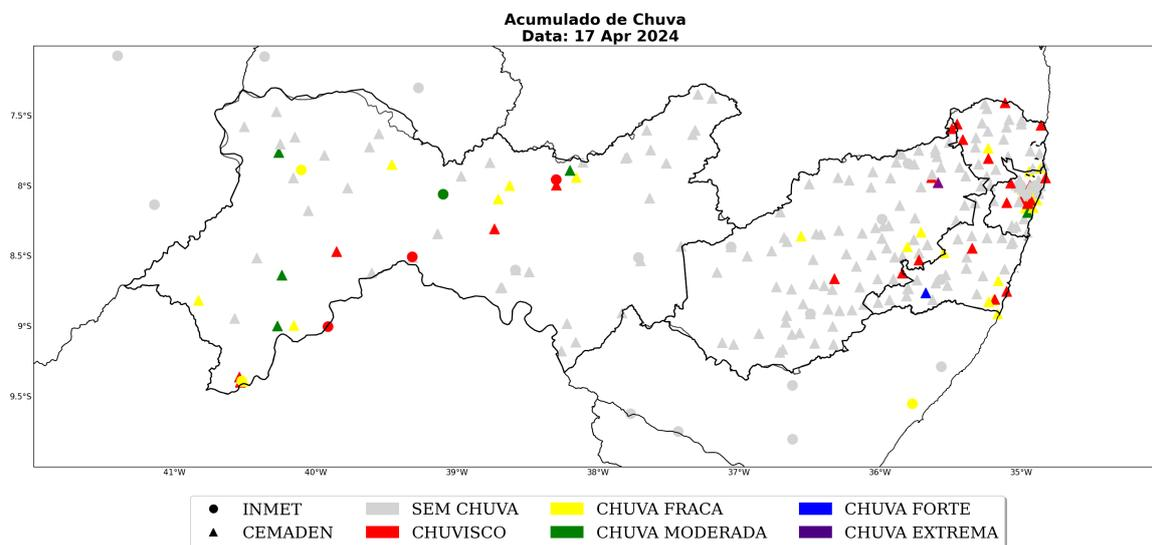 Acumulado de Chuva
Data: 17 Apr 2024
7.5°S
8°S
8.5°S
9°S
9.5°S
41°W
40°W
39°W
38°W
37°W
36°W
35°W
INMET
SEM CHUVA
CHUVA FRACA
CHUVA FORTE
CEMADEN
CHUVISCO
CHUVA MODERADA
CHUVA EXTREMA